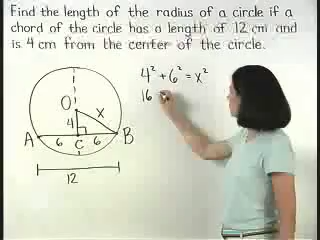 Find the length of the radius of a circle if a
chord of the circle has a length of 12 cm and
is 4 cm from the center of the circle.
4² + 6² = x²
16
O
x
4
A
6
C
6
B
12